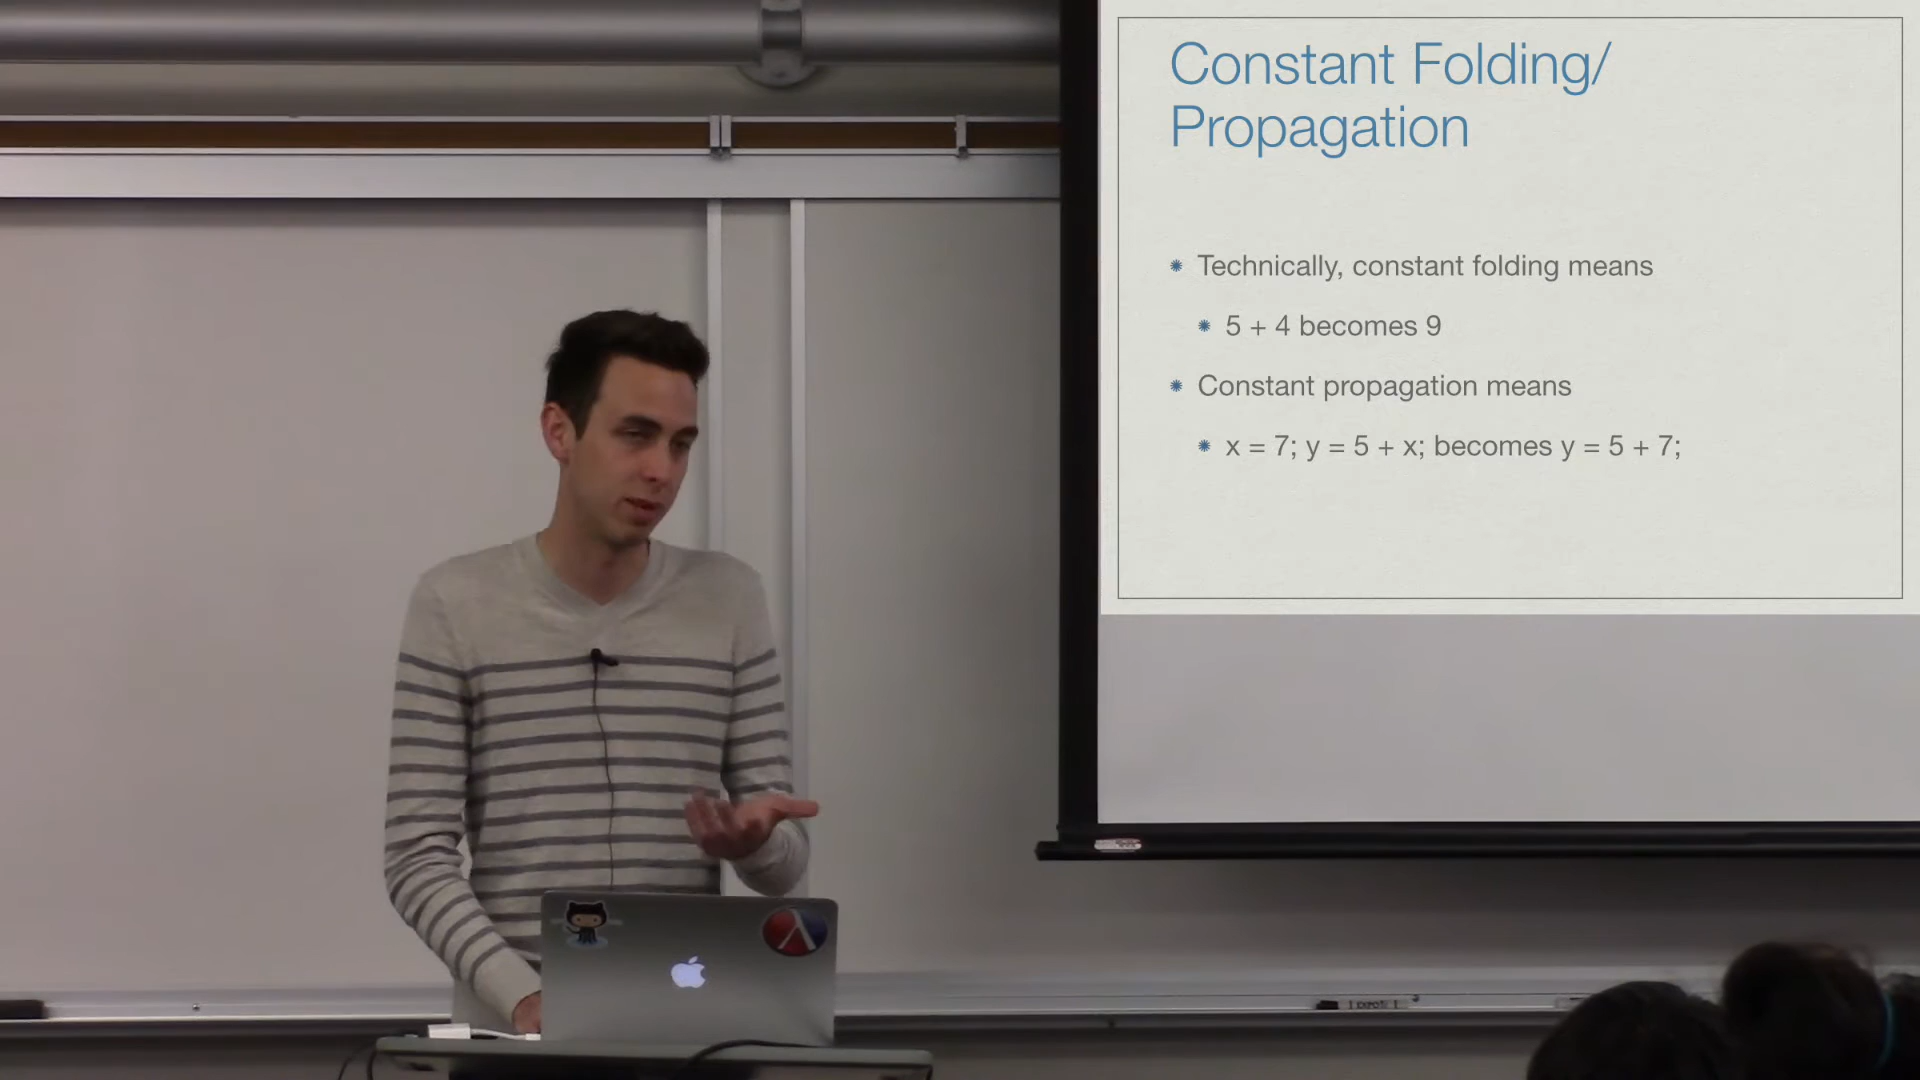 Constant Folding/
Propagation
Technically, constant folding means
5 + 4 becomes 9
Constant propagation means
x = 7; y = 5 + x; becomes y = 5 + 7;
EXPO